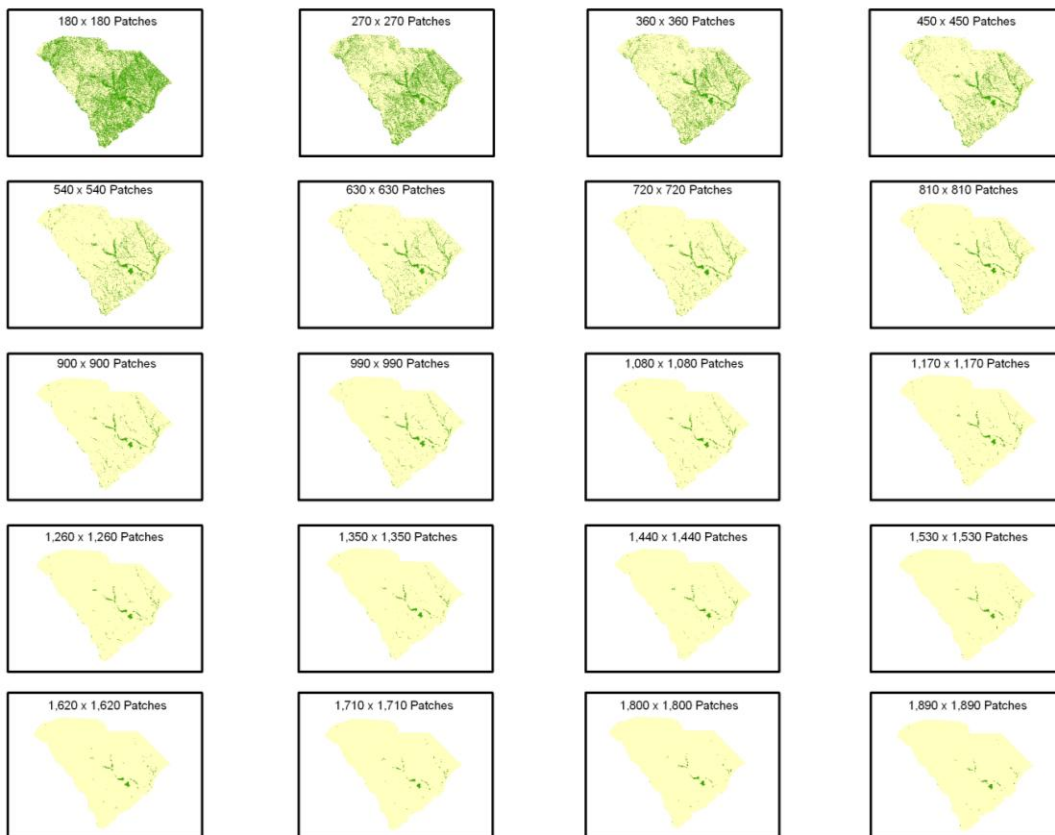 180 x 180 Patches
270 x 270 Patches
360 x 360 Patches
450 x 450 Patches
540 x 540 Patches
630 x 630 Patches
720 x 720 Patches
810 x 810 Patches
900 x 900 Patches
990 x 990 Patches
1,080 x 1,080 Patches
1,170 x 1,170 Patches
1,260 x 1,260 Patches
1,350 x 1,350 Patches
1,440 x 1,440 Patches
1,530 x 1,530 Patches
1,620 x 1,620 Patches
1,710 x 1,710 Patches
1,800 x 1,800 Patches
1,890 x 1,890 Patches